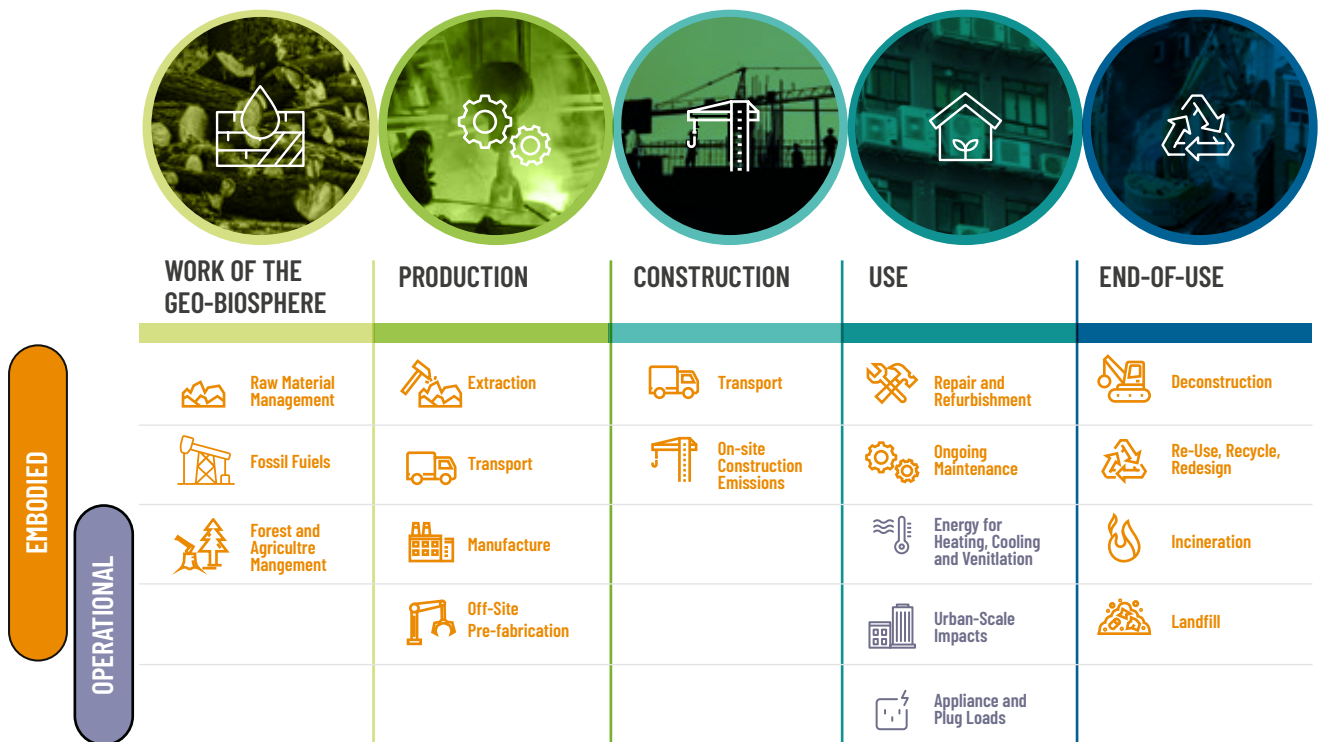 WORK OF THE
GEO-BIOSPHERE
PRODUCTION
CONSTRUCTION
USE
END-OF-USE
EMBODIED
OPERATIONAL
Raw Material
Management
Fossil Fuiels
Forest and
Agricultre
Mangement
Extraction
Transport
Manufacture
Off-Site
Pre-fabrication
Transport
On-site
Construction
Emissions
Repair and
Refurbishment
Ongoing
Maintenance
Energy for
Heating, Cooling
and Venitlation
Urban-Scale
Impacts
Appliance and
Plug Loads
Deconstruction
Re-Use, Recycle,
Redesign
Incineration
Landfill